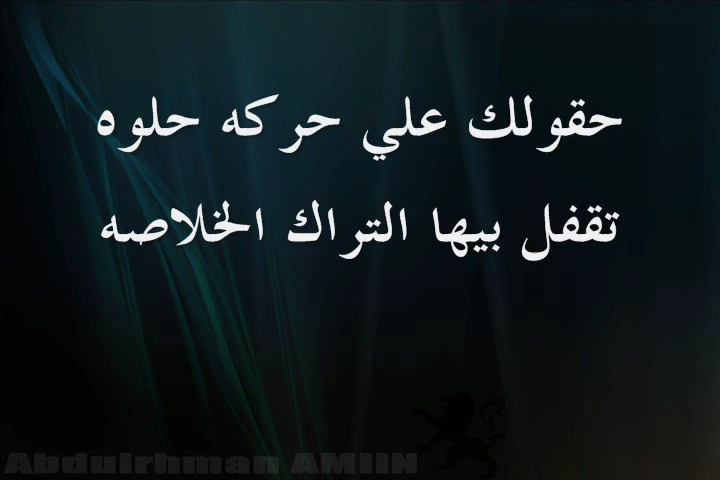 حقولك علي حركه حلوه
تقفل بيها التراك الخلاصه
Abdulrhman AMIIN